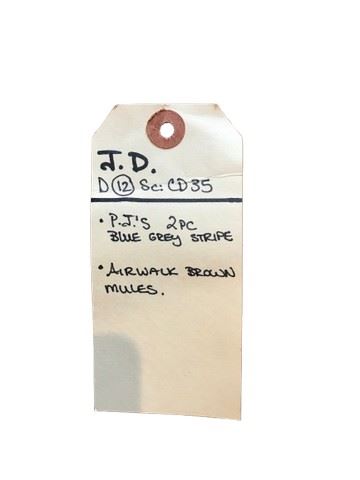 J.D.
D 12 Sc: CD35
• P.J.'S 2PC
BLUE GREY STRIPE
• AIRWALK BROWN
MULES.